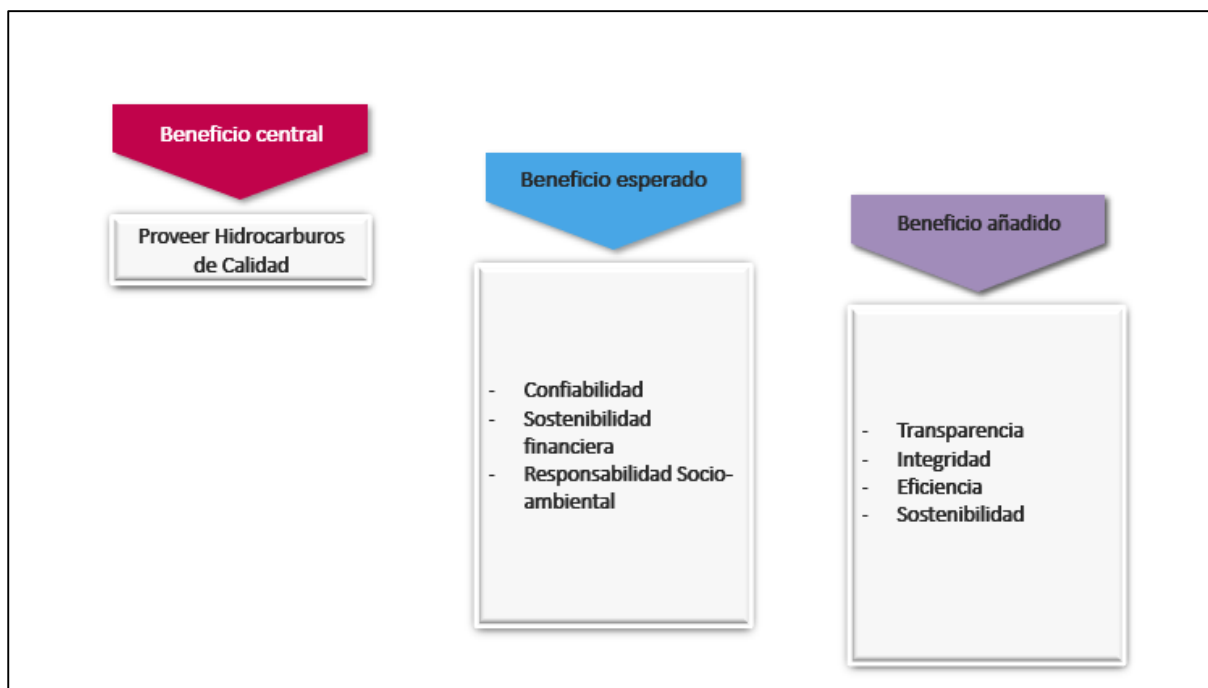 Beneficio central
Proveer Hidrocarburos
de Calidad
Beneficio esperado
- Confiabilidad
- Sostenibilidad
financiera
- Responsabilidad Socio-
ambiental
Beneficio añadido
- Transparencia
- Integridad
- Eficiencia
- Sostenibilidad